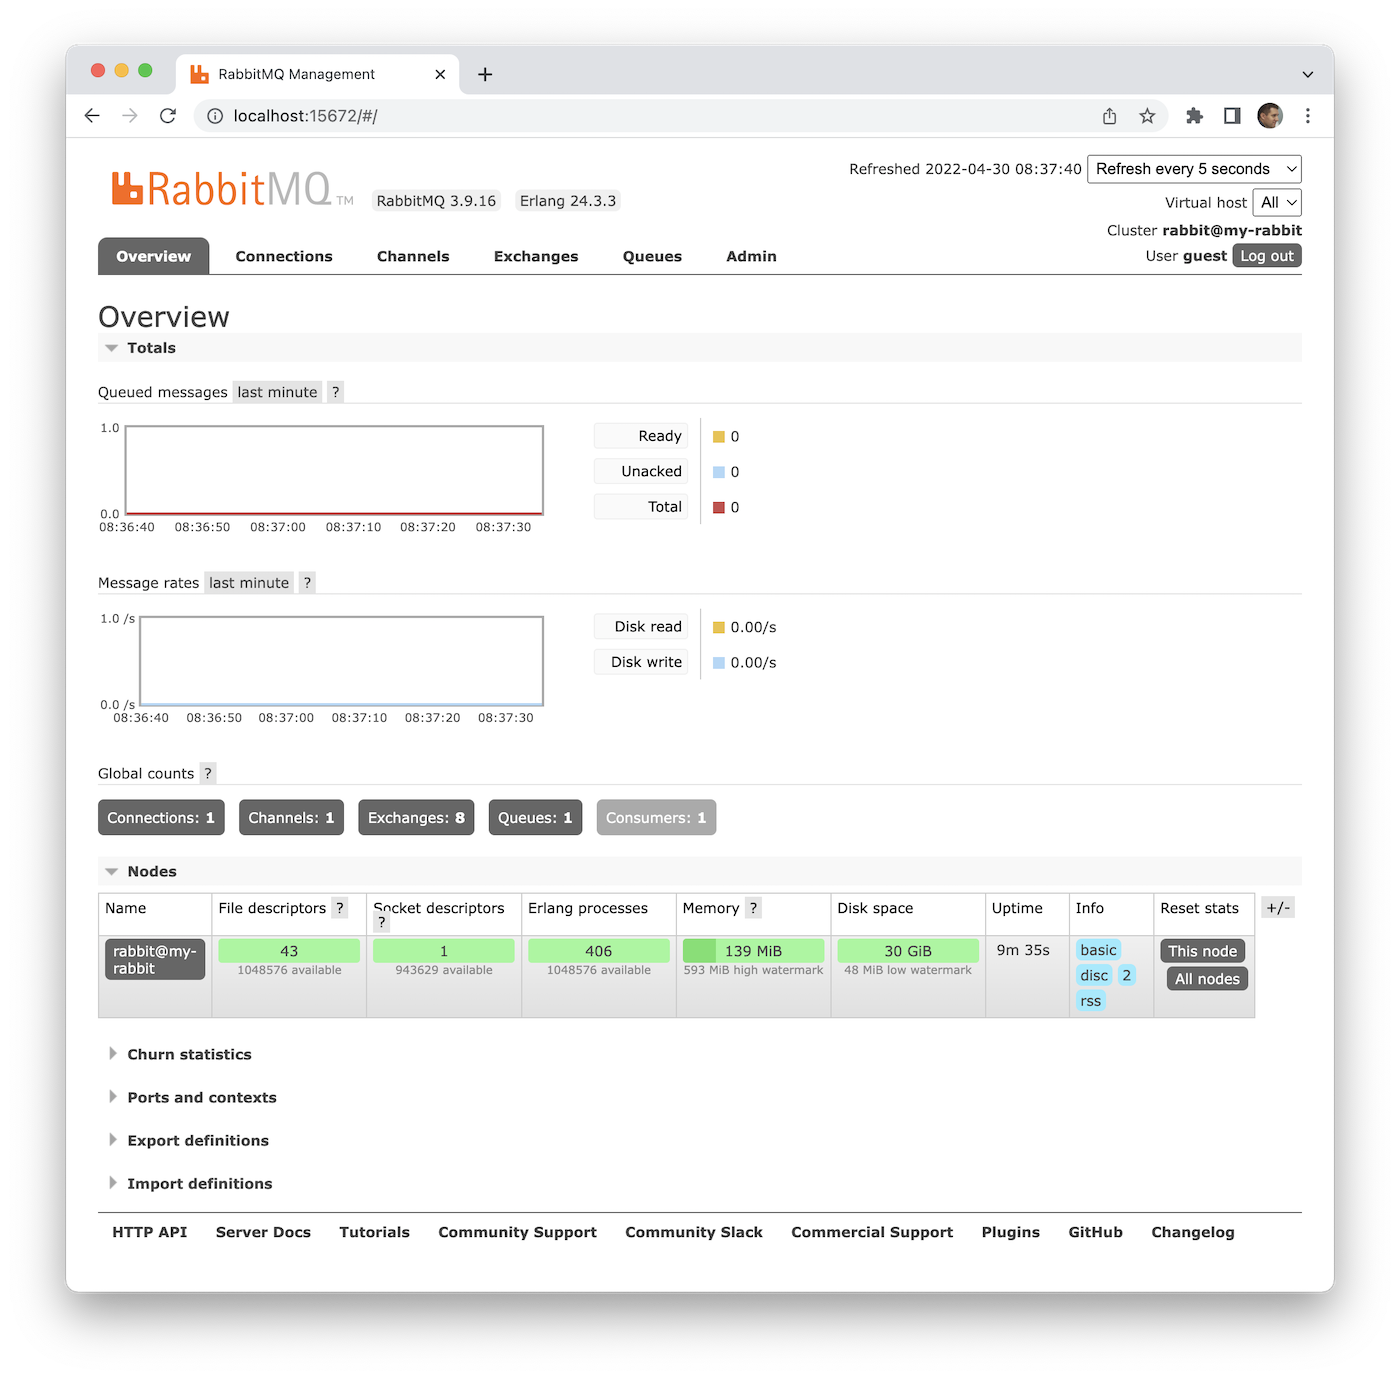 RabbitMQ Management
localhost:15672/#/
Refreshed 2022-04-30 08:37:40 Refresh every 5 seconds
RabbitMQ TM RabbitMQ 3.9.16 Erlang 24.3.3
Virtual host All
Cluster rabbit@my-rabbit
User guest Log out
Overview Connections Channels Exchanges Queues Admin
Overview
Totals
Queued messages last minute ?
1.0
0.0
08:36:40 08:36:50 08:37:00 08:37:10 08:37:20 08:37:30
Ready 0
Unacked 0
Total 0
Message rates last minute ?
1.0 /s
0.0 /s
08:36:40 08:36:50 08:37:00 08:37:10 08:37:20 08:37:30
Disk read 0.00/s
Disk write 0.00/s
Global counts ?
Connections: 1 Channels: 1 Exchanges: 8 Queues: 1 Consumers: 1
Nodes
Name File descriptors ? Socket descriptors ? Erlang processes Memory ? Disk space Uptime Info Reset stats +/-
rabbit@my-rabbit
43
1048576 available
1
943629 available
406
1048576 available
139 MiB
593 MiB high watermark
30 GiB
48 MiB low watermark
9m 35s
basic
disc 2
rss
This node
All nodes
Churn statistics
Ports and contexts
Export definitions
Import definitions
HTTP API Server Docs Tutorials Community Support Community Slack Commercial Support Plugins GitHub Changelog